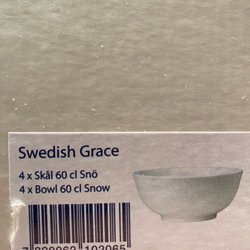 Swedish Grace
4 x Skål 60 cl Snö
4 x Bowl 60 cl Snow